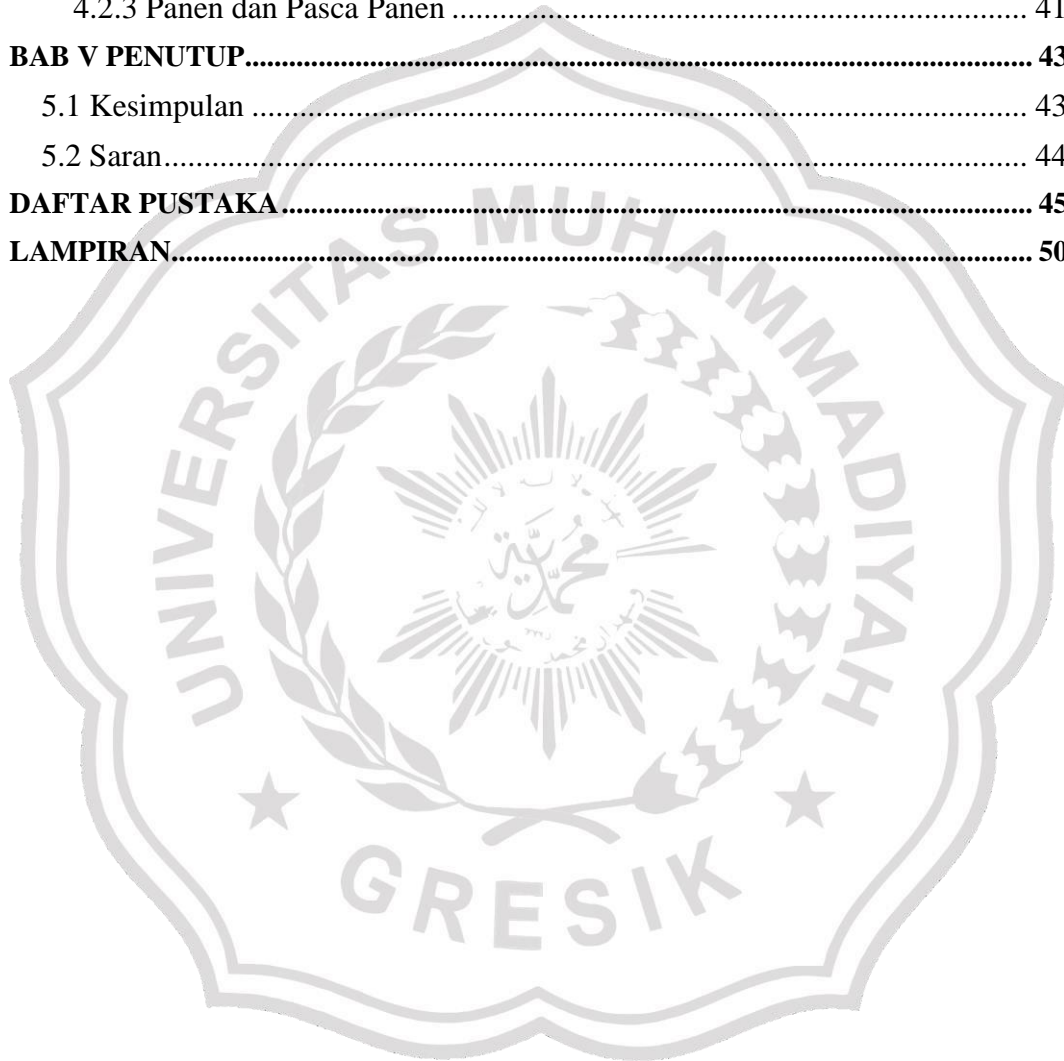 4.2.3 Panen dan Pasca Panen .......................................................................... 41
BAB V PENUTUP................................................................................................. 43
5.1 Kesimpulan ................................................................................................ 43
5.2 Saran........................................................................................................... 44
DAFTAR PUSTAKA............................................................................................. 45
LAMPIRAN........................................................................................................... 50
UNIVERSITAS MUHAMMADIYAH
GRESIK